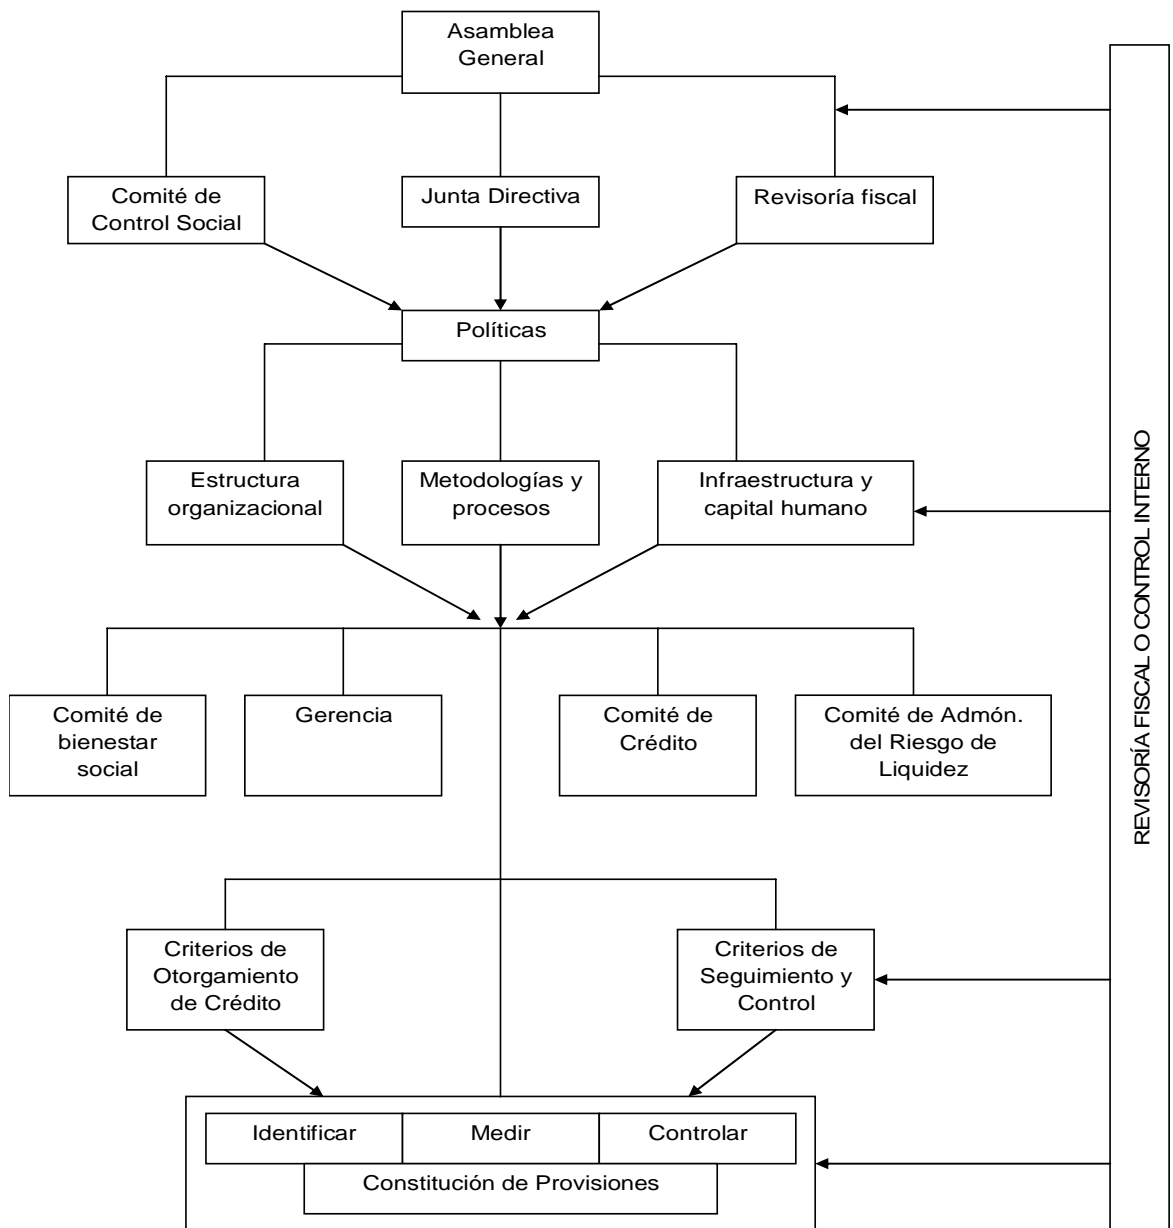 Asamblea
General
Comité de
Control Social
Junta Directiva
Revisoría fiscal
Políticas
Estructura
organizacional
Metodologías y
procesos
Infraestructura y
capital humano
Comité de
bienestar
social
Gerencia
Comité de
Crédito
Comité de Admón.
del Riesgo de
Liquidez
Criterios de
Otorgamiento
de Crédito
Criterios de
Seguimiento y
Control
Identificar
Medir
Controlar
Constitución de Provisiones
REVISORÍA FISCAL O CONTROL INTERNO